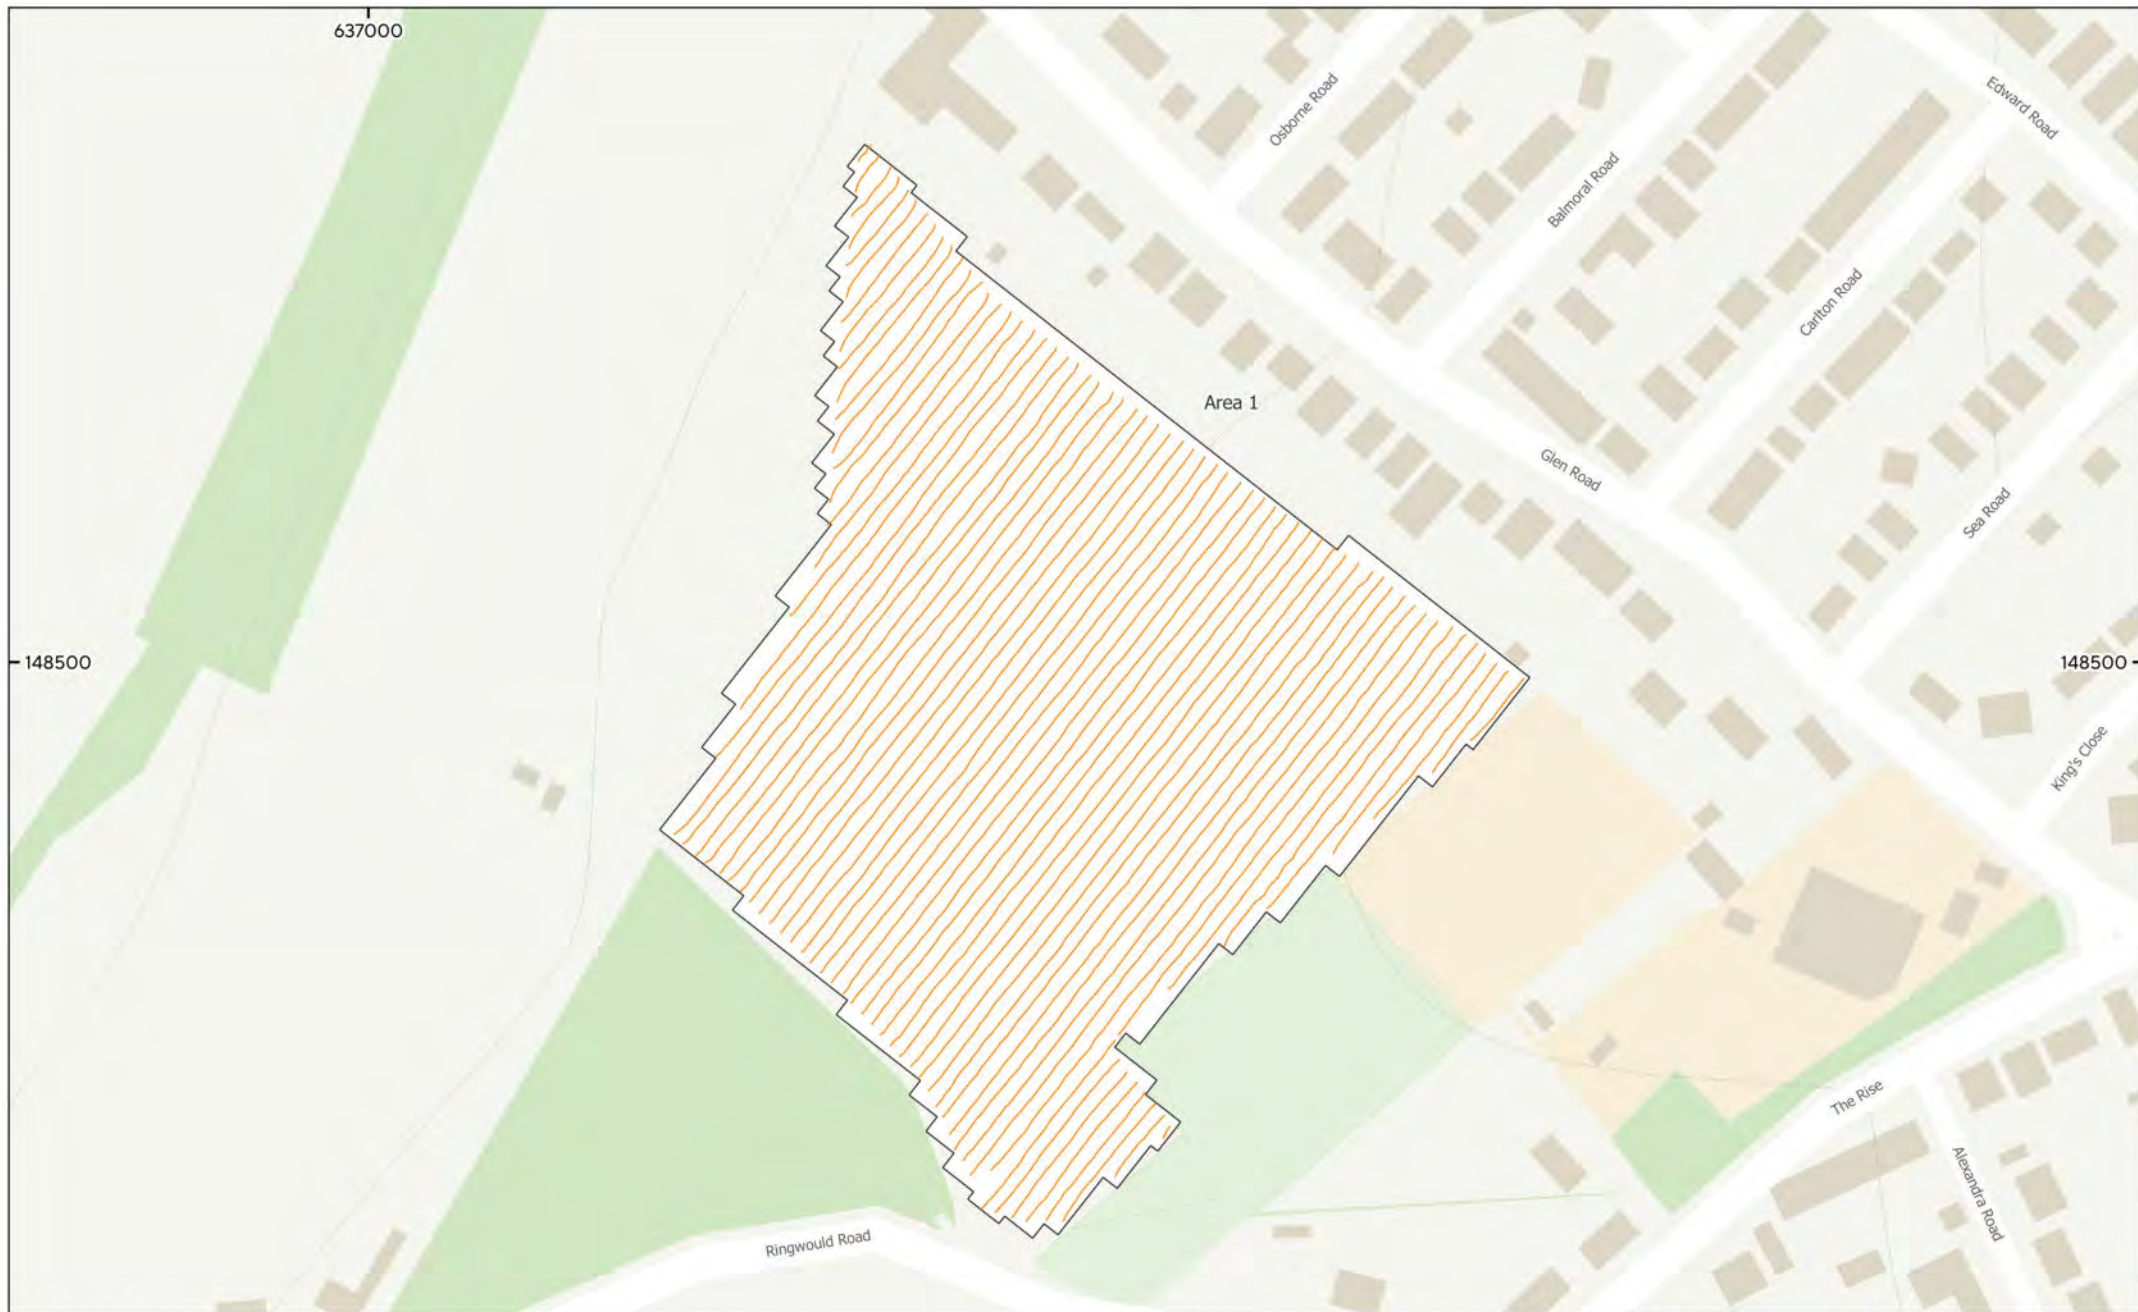 637000
Edward Road
Osborne Road
Balmoral Road
Carlton Road
Area 1
Glen Road
Sea Road
148500
148500
King's Close
The Rise
Alexandra Road
Ringwould Road